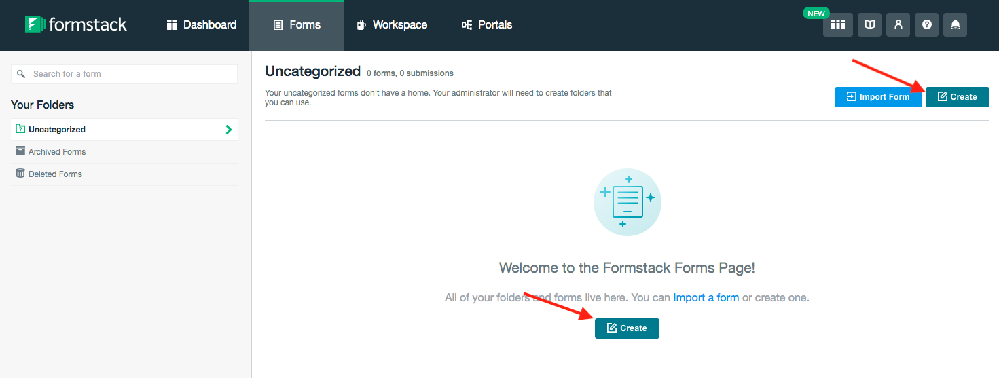 formstack
Dashboard
Forms
Workspace
Portals
NEW
Search for a form
Your Folders
Uncategorized
Archived Forms
Deleted Forms
Uncategorized 0 forms, 0 submissions
Your uncategorized forms don't have a home. Your administrator will need to create folders that
you can use.
Import Form
Create
Welcome to the Formstack Forms Page!
All of your folders and forms live here. You can Import a form or create one.
Create